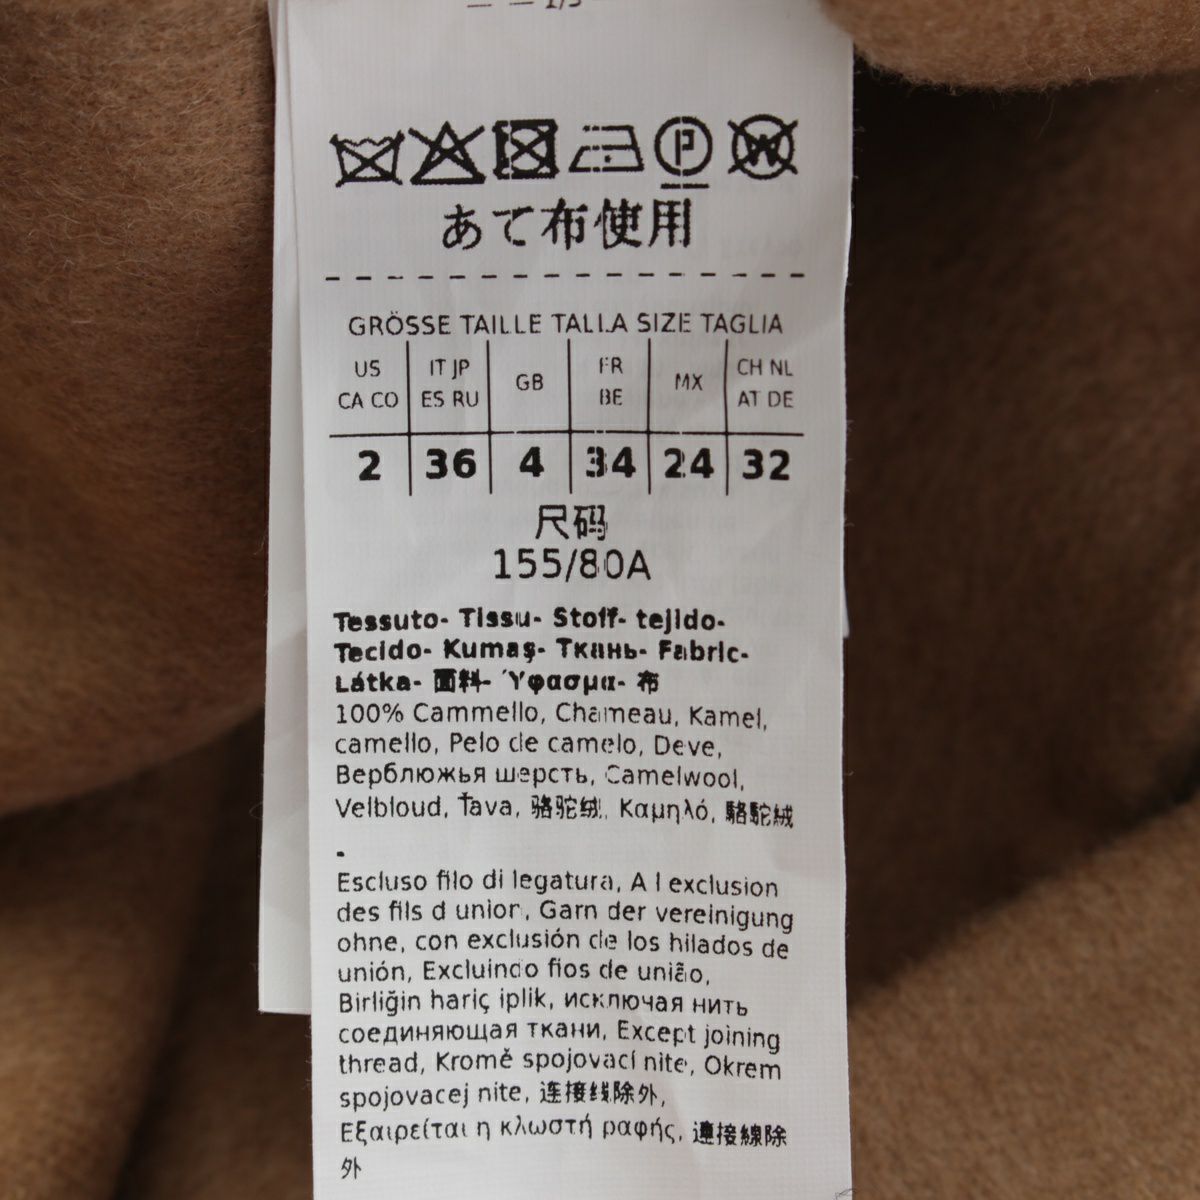 1/3
P W
あて布使用
GRÖSSE TAILLE TALLA SIZE TAGLIA
US IT JP GB FR MX CH NL
CA CO ES RU BE AT DE
2 36 4 34 24 32
尺码
155/80A
Tessuto- Tissu- Stoff- tejido-
Tecido- Kumaş- Ткань- Fabric-
Látka- 面料- Ύφασμα- 布
100% Cammello, Chameau, Kamel,
camello, Pelo de camelo, Deve,
Верблюжья шерсть, Camelwool,
Velbloud, Ťava, 骆驼绒, Καμηλό, 駱駝絨
-
Escluso filo di legatura, A l exclusion
des fils d union, Garn der vereinigung
ohne, con exclusión de los hilados de
unión, Excluindo fios de união,
Birliğin hariç iplik, исключая нить
соединяющая ткани, Except joining
thread, Kromě spojovací nite, Okrem
spojovacej nite, 连接线除外,
Εξαιρείται η κλωστή ραφής, 連接線除
外